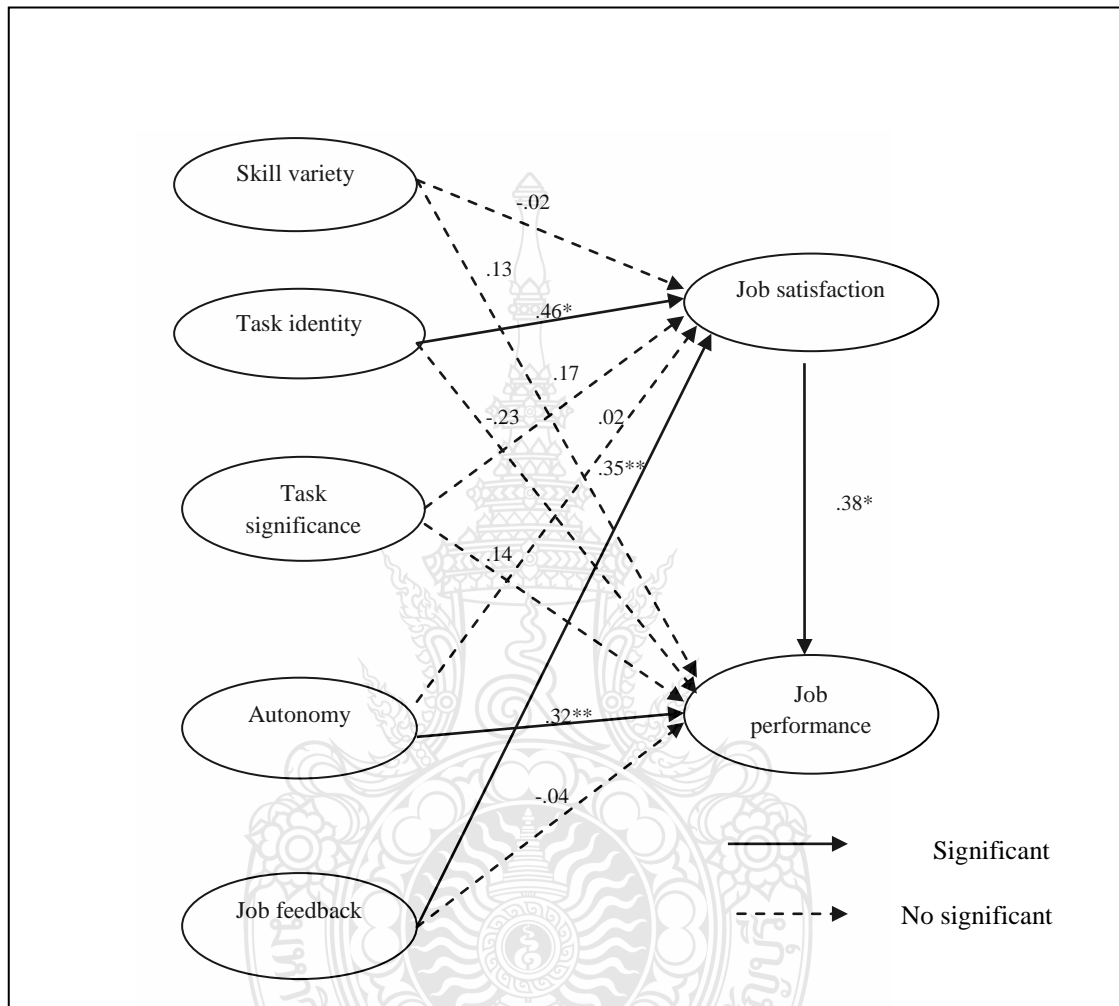 Skill variety
-.02
Job satisfaction
.13
Task identity
.46*
.17
-.23
.02
.35**
Task
significance
.38*
.14
Autonomy
.32**
Job
performance
-.04
Significant
Job feedback
No significant